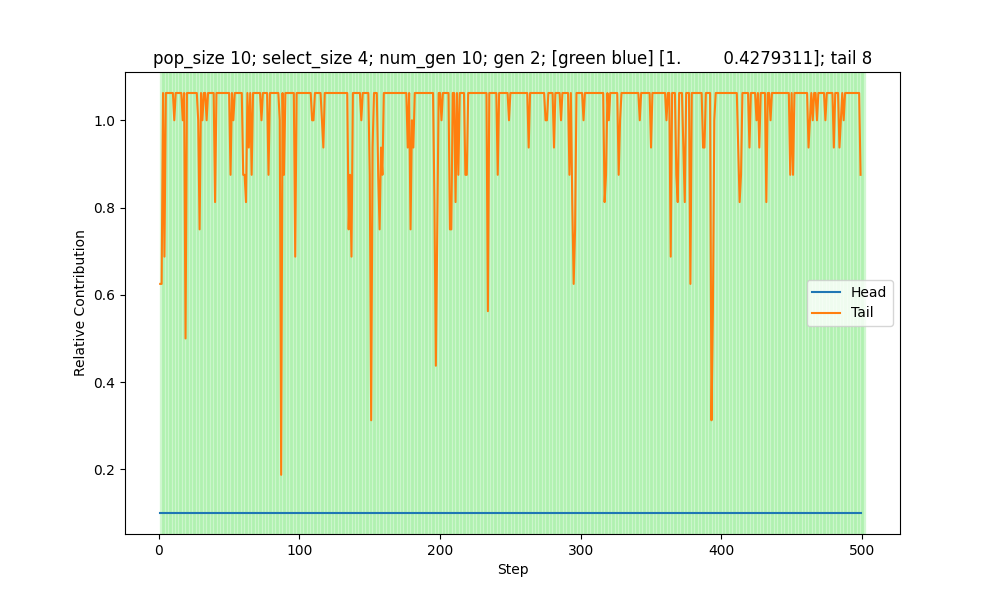 pop_size 10; select_size 4; num_gen 10; gen 2; [green blue] [1.        0.4279311]; tail 8
1.0
0.8
0.6
0.4
0.2
Relative Contribution
Head
Tail
0
100
200
300
400
500
Step